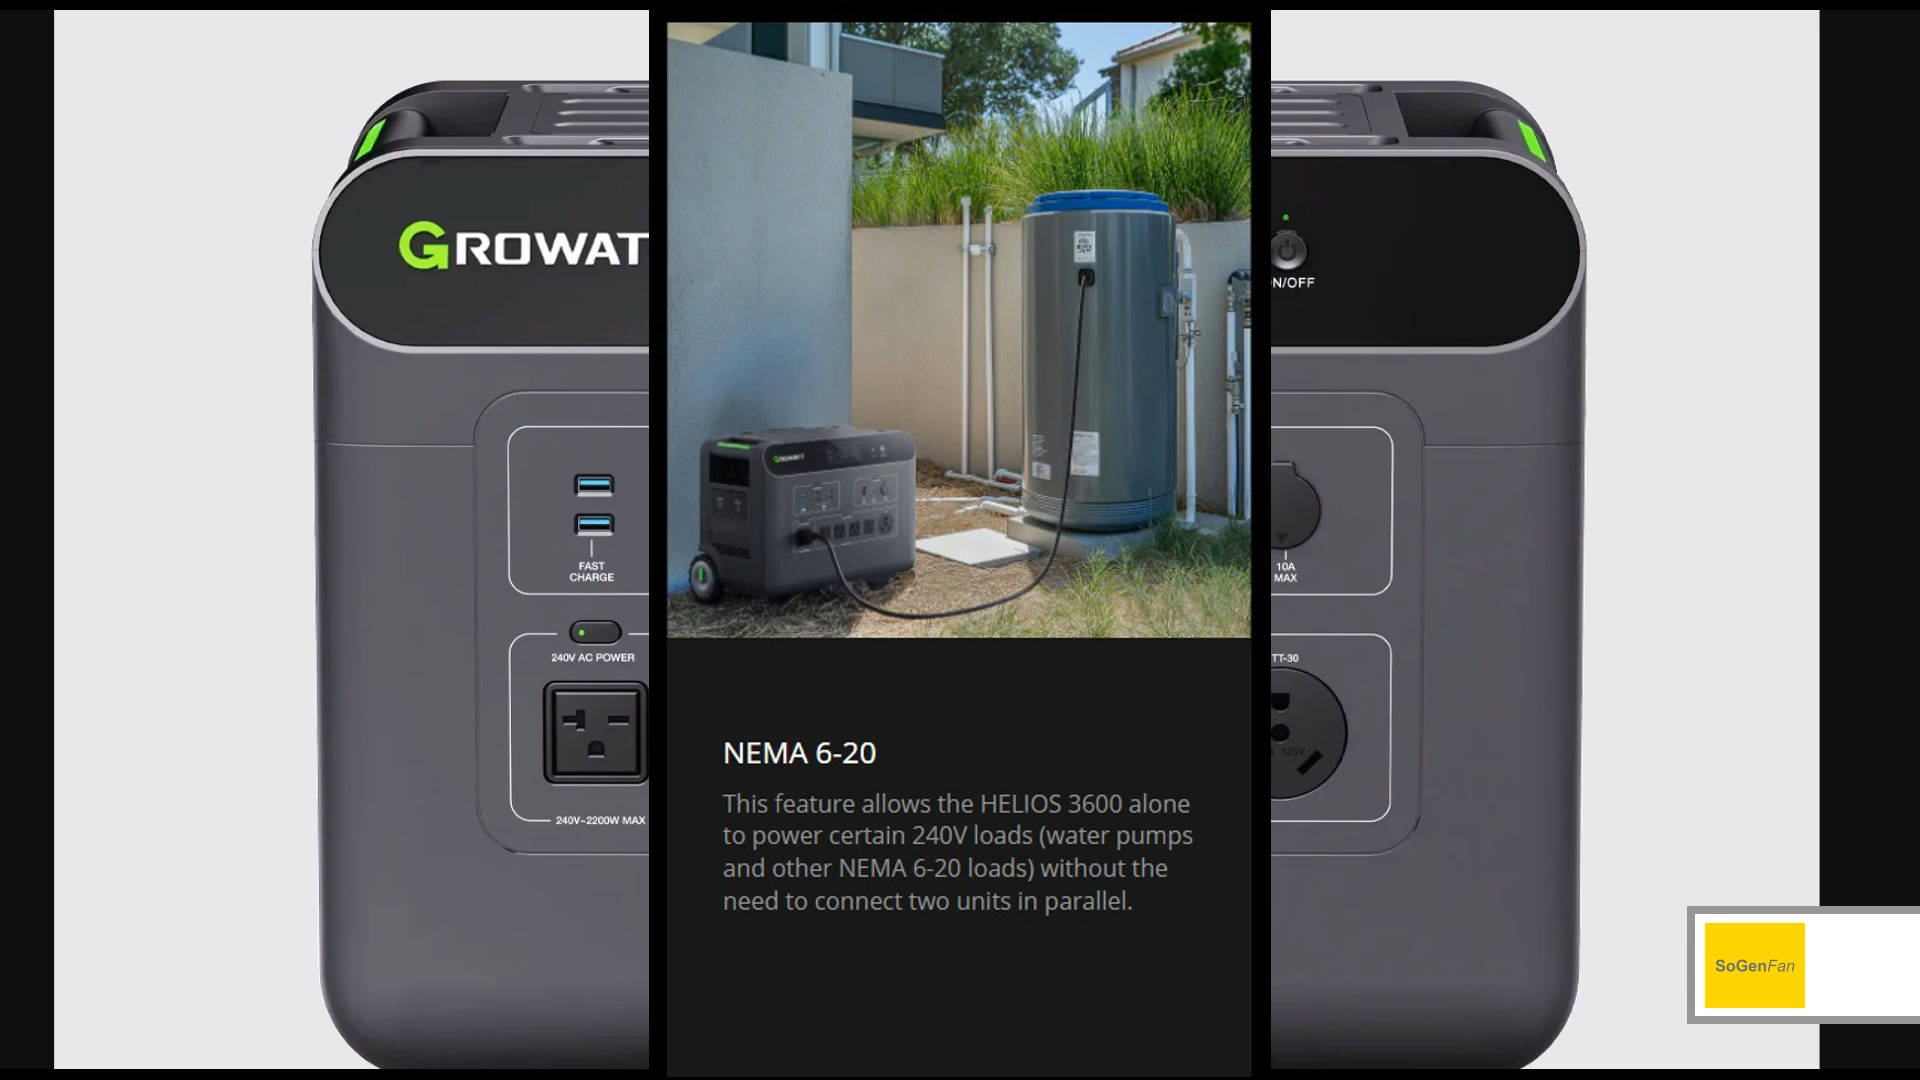 GROWAT
N/OFF
FAST
CHARGE
10A
MAX
240V AC POWER
TT-30
125V
240V~2200W MAX
GROWATT
NEMA 6-20
This feature allows the HELIOS 3600 alone
to power certain 240V loads (water pumps
and other NEMA 6-20 loads) without the
need to connect two units in parallel.
SoGenFan